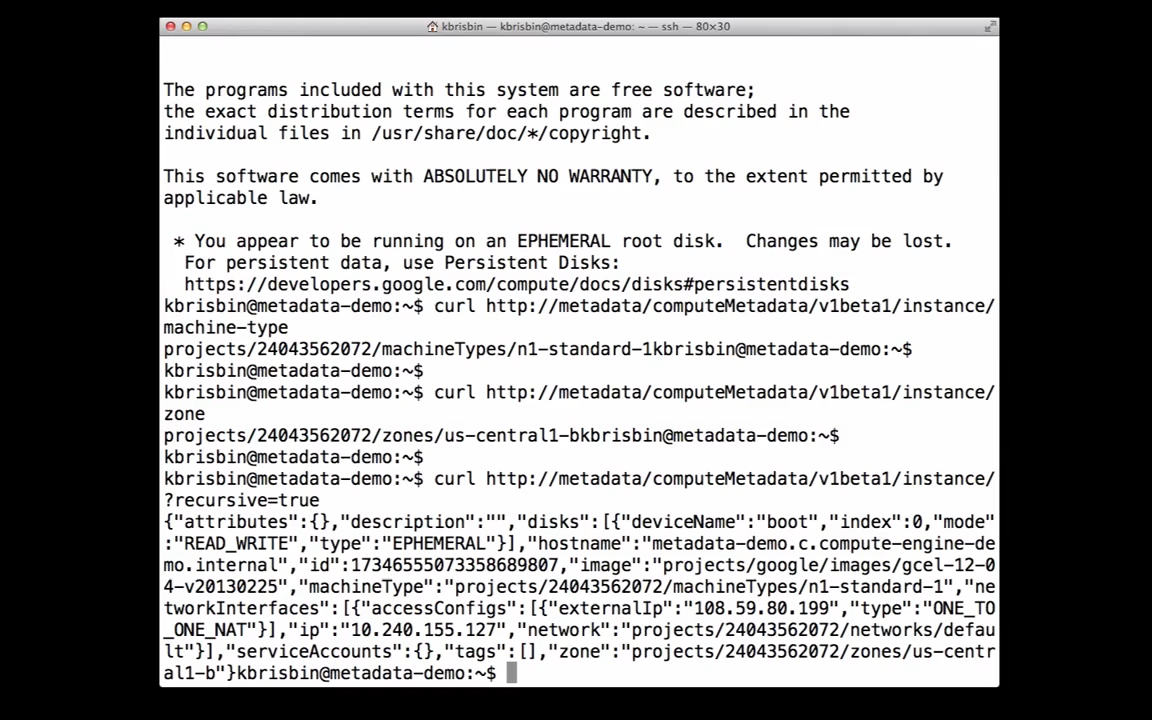 kbrisbin — kbrisbin@metadata-demo: ~ — ssh — 80×30
The programs included with this system are free software;
the exact distribution terms for each program are described in the
individual files in /usr/share/doc/*/copyright.
This software comes with ABSOLUTELY NO WARRANTY, to the extent permitted by
applicable law.
* You appear to be running on an EPHEMERAL root disk.  Changes may be lost.
For persistent data, use Persistent Disks:
https://developers.google.com/compute/docs/disks#persistentdisks
kbrisbin@metadata-demo:~$ curl http://metadata/computeMetadata/v1beta1/instance/
machine-type
projects/24043562072/machineTypes/n1-standard-1kbrisbin@metadata-demo:~$
kbrisbin@metadata-demo:~$
kbrisbin@metadata-demo:~$ curl http://metadata/computeMetadata/v1beta1/instance/
zone
projects/24043562072/zones/us-central1-bkbrisbin@metadata-demo:~$
kbrisbin@metadata-demo:~$
kbrisbin@metadata-demo:~$ curl http://metadata/computeMetadata/v1beta1/instance/
?recursive=true
{"attributes":{},"description":"","disks":[{"deviceName":"boot","index":0,"mode"
:"READ_WRITE","type":"EPHEMERAL"}],"hostname":"metadata-demo.c.compute-engine-de
mo.internal","id":17346555073358689807,"image":"projects/google/images/gcel-12-0
4-v20130225","machineType":"projects/24043562072/machineTypes/n1-standard-1","ne
tworkInterfaces":[{"accessConfigs":[{"externalIp":"108.59.80.199","type":"ONE_TO
_ONE_NAT"}],"ip":"10.240.155.127","network":"projects/24043562072/networks/defau
lt"}],"serviceAccounts":{},"tags":[],"zone":"projects/24043562072/zones/us-centr
al1-b"}kbrisbin@metadata-demo:~$